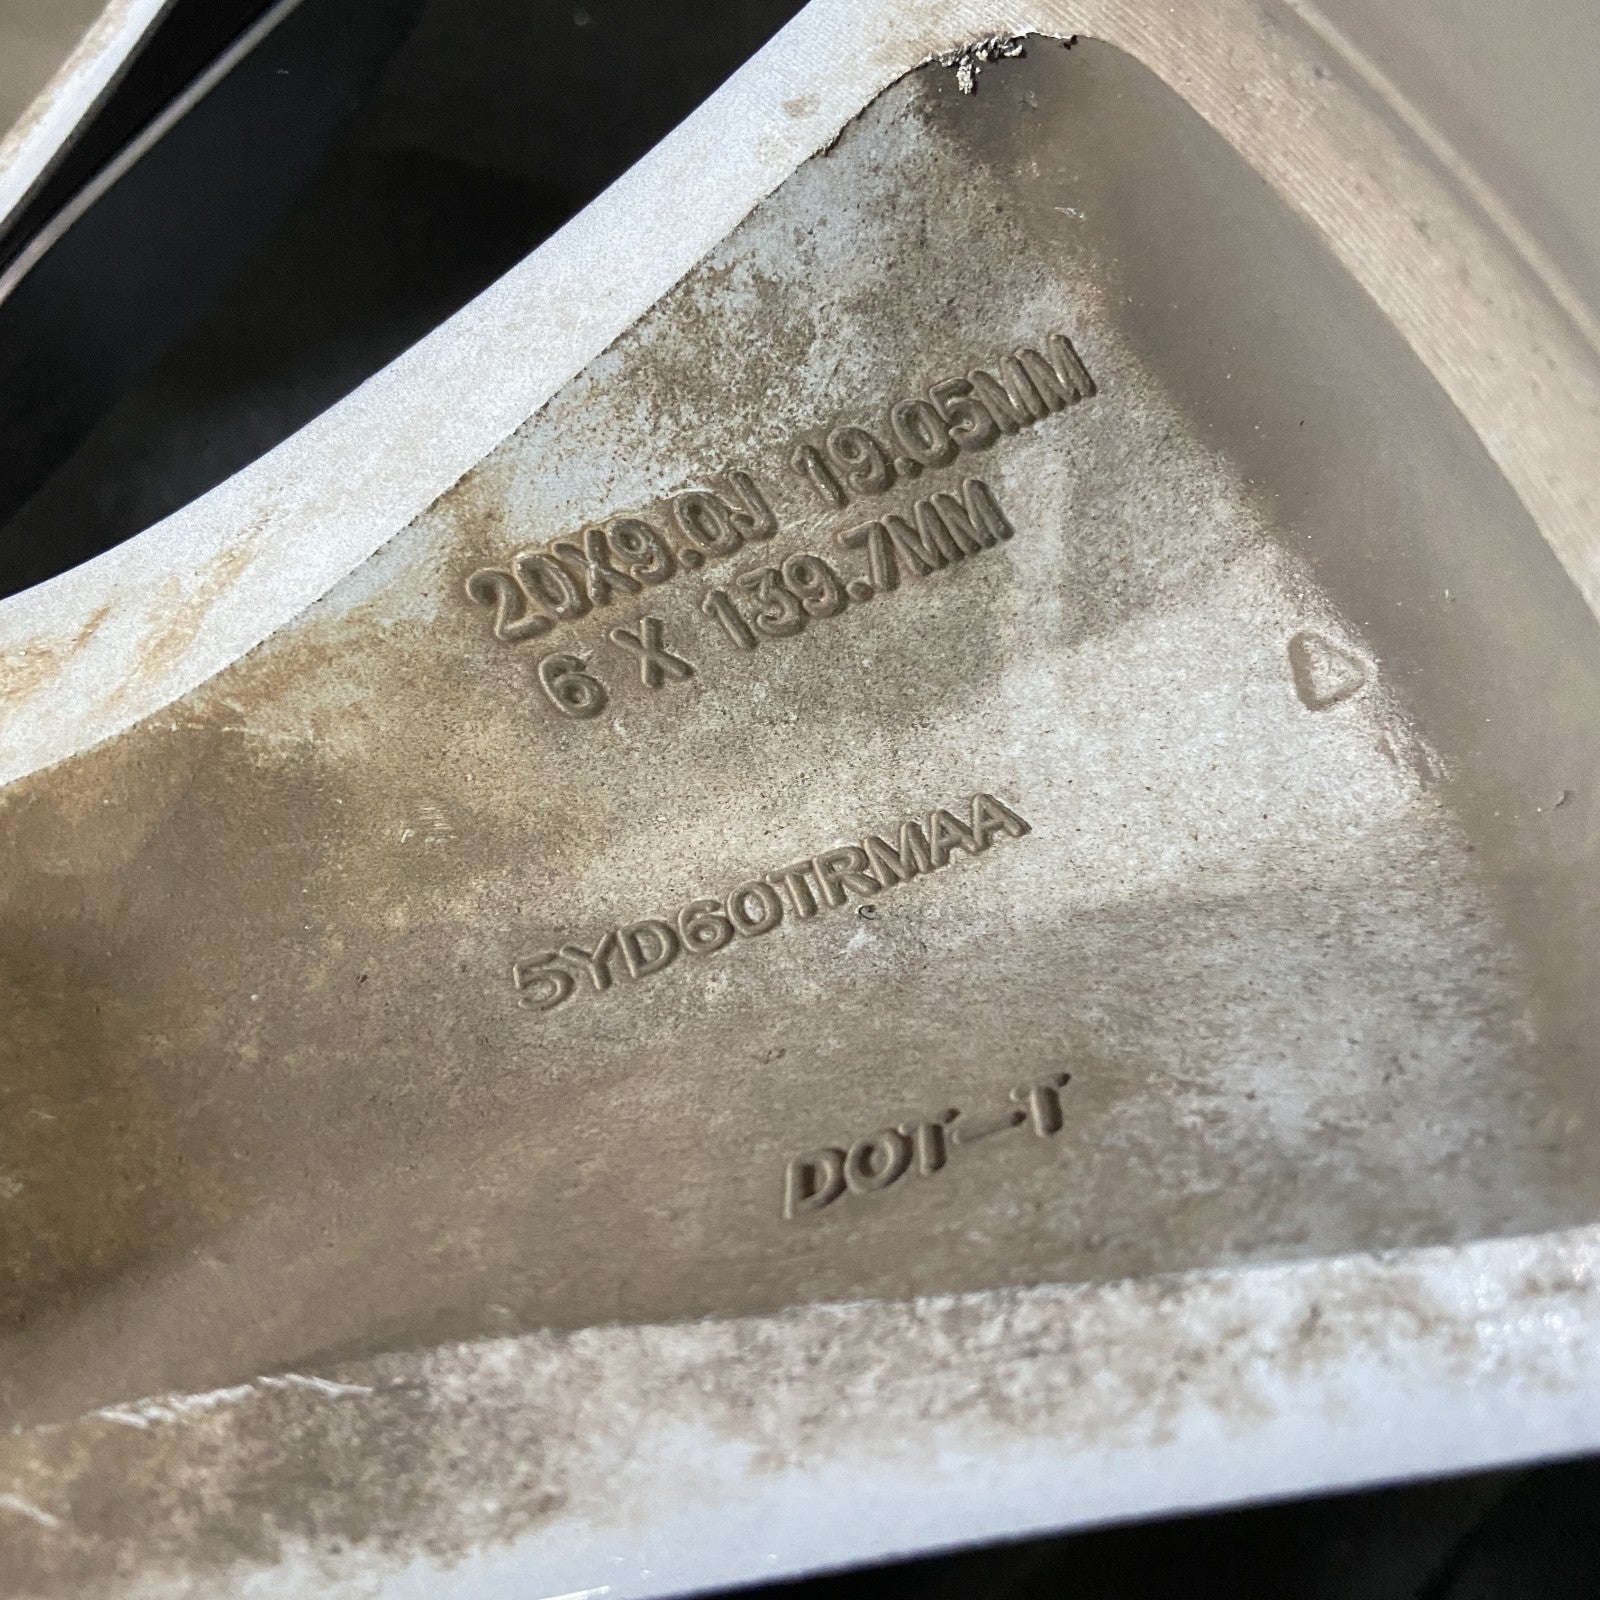 20X9.0J 19.05MM
6 X 139.7MM
5YD60TRMAA
DOT-T